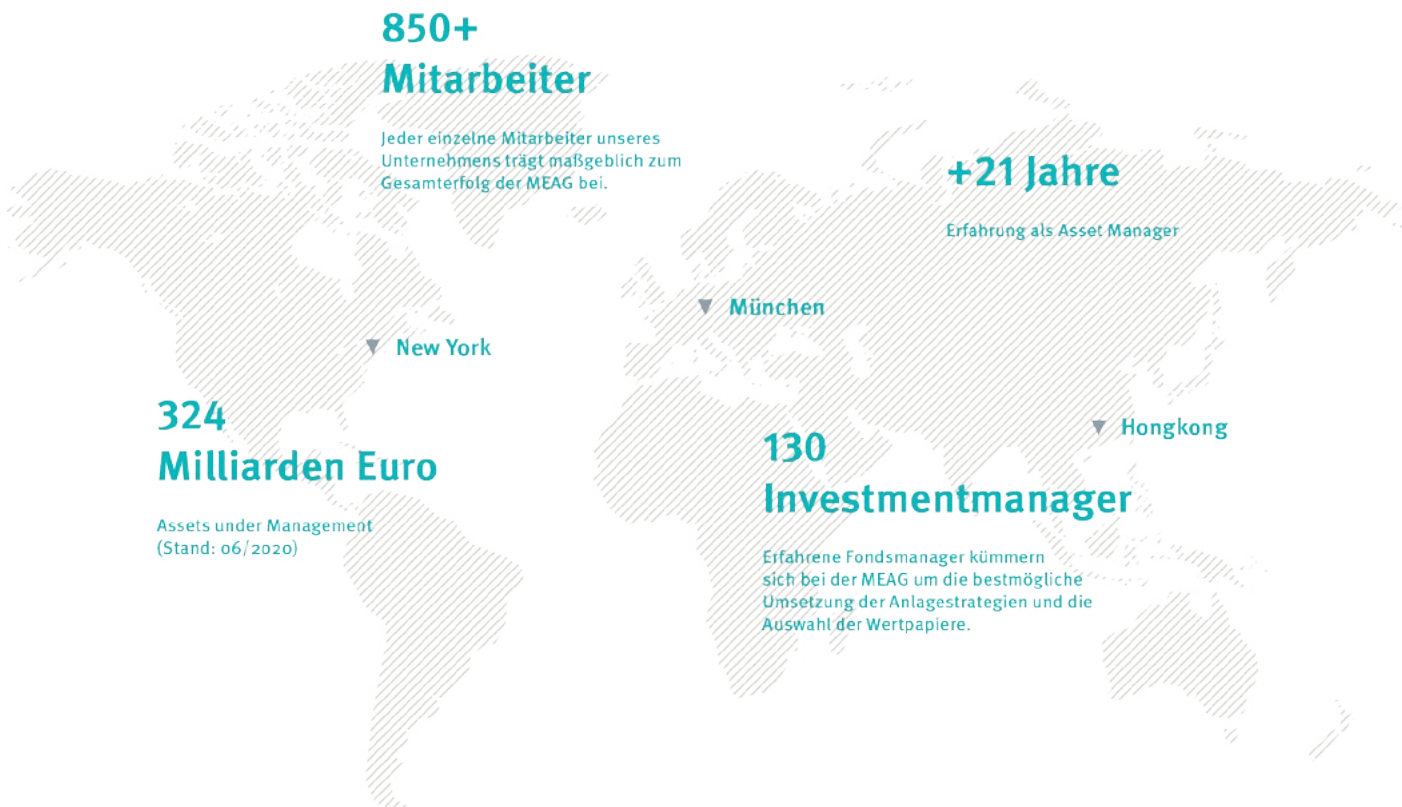 850+
Mitarbeiter
Jeder einzelne Mitarbeiter unseres
Unternehmens trägt maßgeblich zum
Gesamterfolg der MEAG bei.
+21 Jahre
Erfahrung als Asset Manager
München
New York
324
Milliarden Euro
Assets under Management
(Stand: 06/2020)
Hongkong
130
Investmentmanager
Erfahrene Fondsmanager kümmern
sich bei der MEAG um die bestmögliche
Umsetzung der Anlagestrategien und die
Auswahl der Wertpapiere.